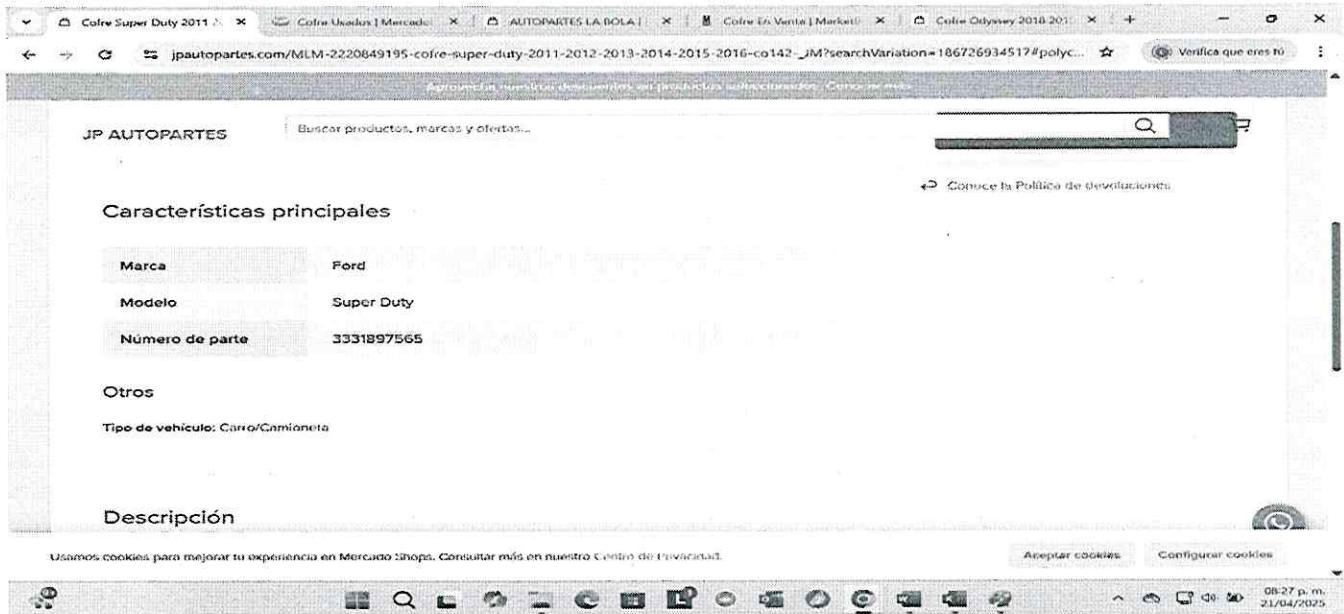 Cofre Super Duty 2011 Cofre Usados | Mercado AUTOPARTES LA BOLA | Cofre En Venta | Market Cofre Odyssey 2018 201
jpautopartes.com/MLM-2220849195-cofre-super-duty-2011-2012-2013-2014-2015-2016-co142-_JM?searchVariation=186726934517#polyc... Verifica que eres tú
Aprovecha nuestros descuentos en productos seleccionados. Conocer más
JP AUTOPARTES Buscar productos, marcas y ofertas...
Conoce la Política de devoluciones
Características principales
Marca Ford
Modelo Super Duty
Número de parte 3331897565
Otros
Tipo de vehículo: Carro/Camioneta
Descripción
Usamos cookies para mejorar tu experiencia en Mercado Shops. Consultar más en nuestro Centro de Privacidad. Aceptar cookies Configurar cookies
08:27 p. m.
21/04/2025